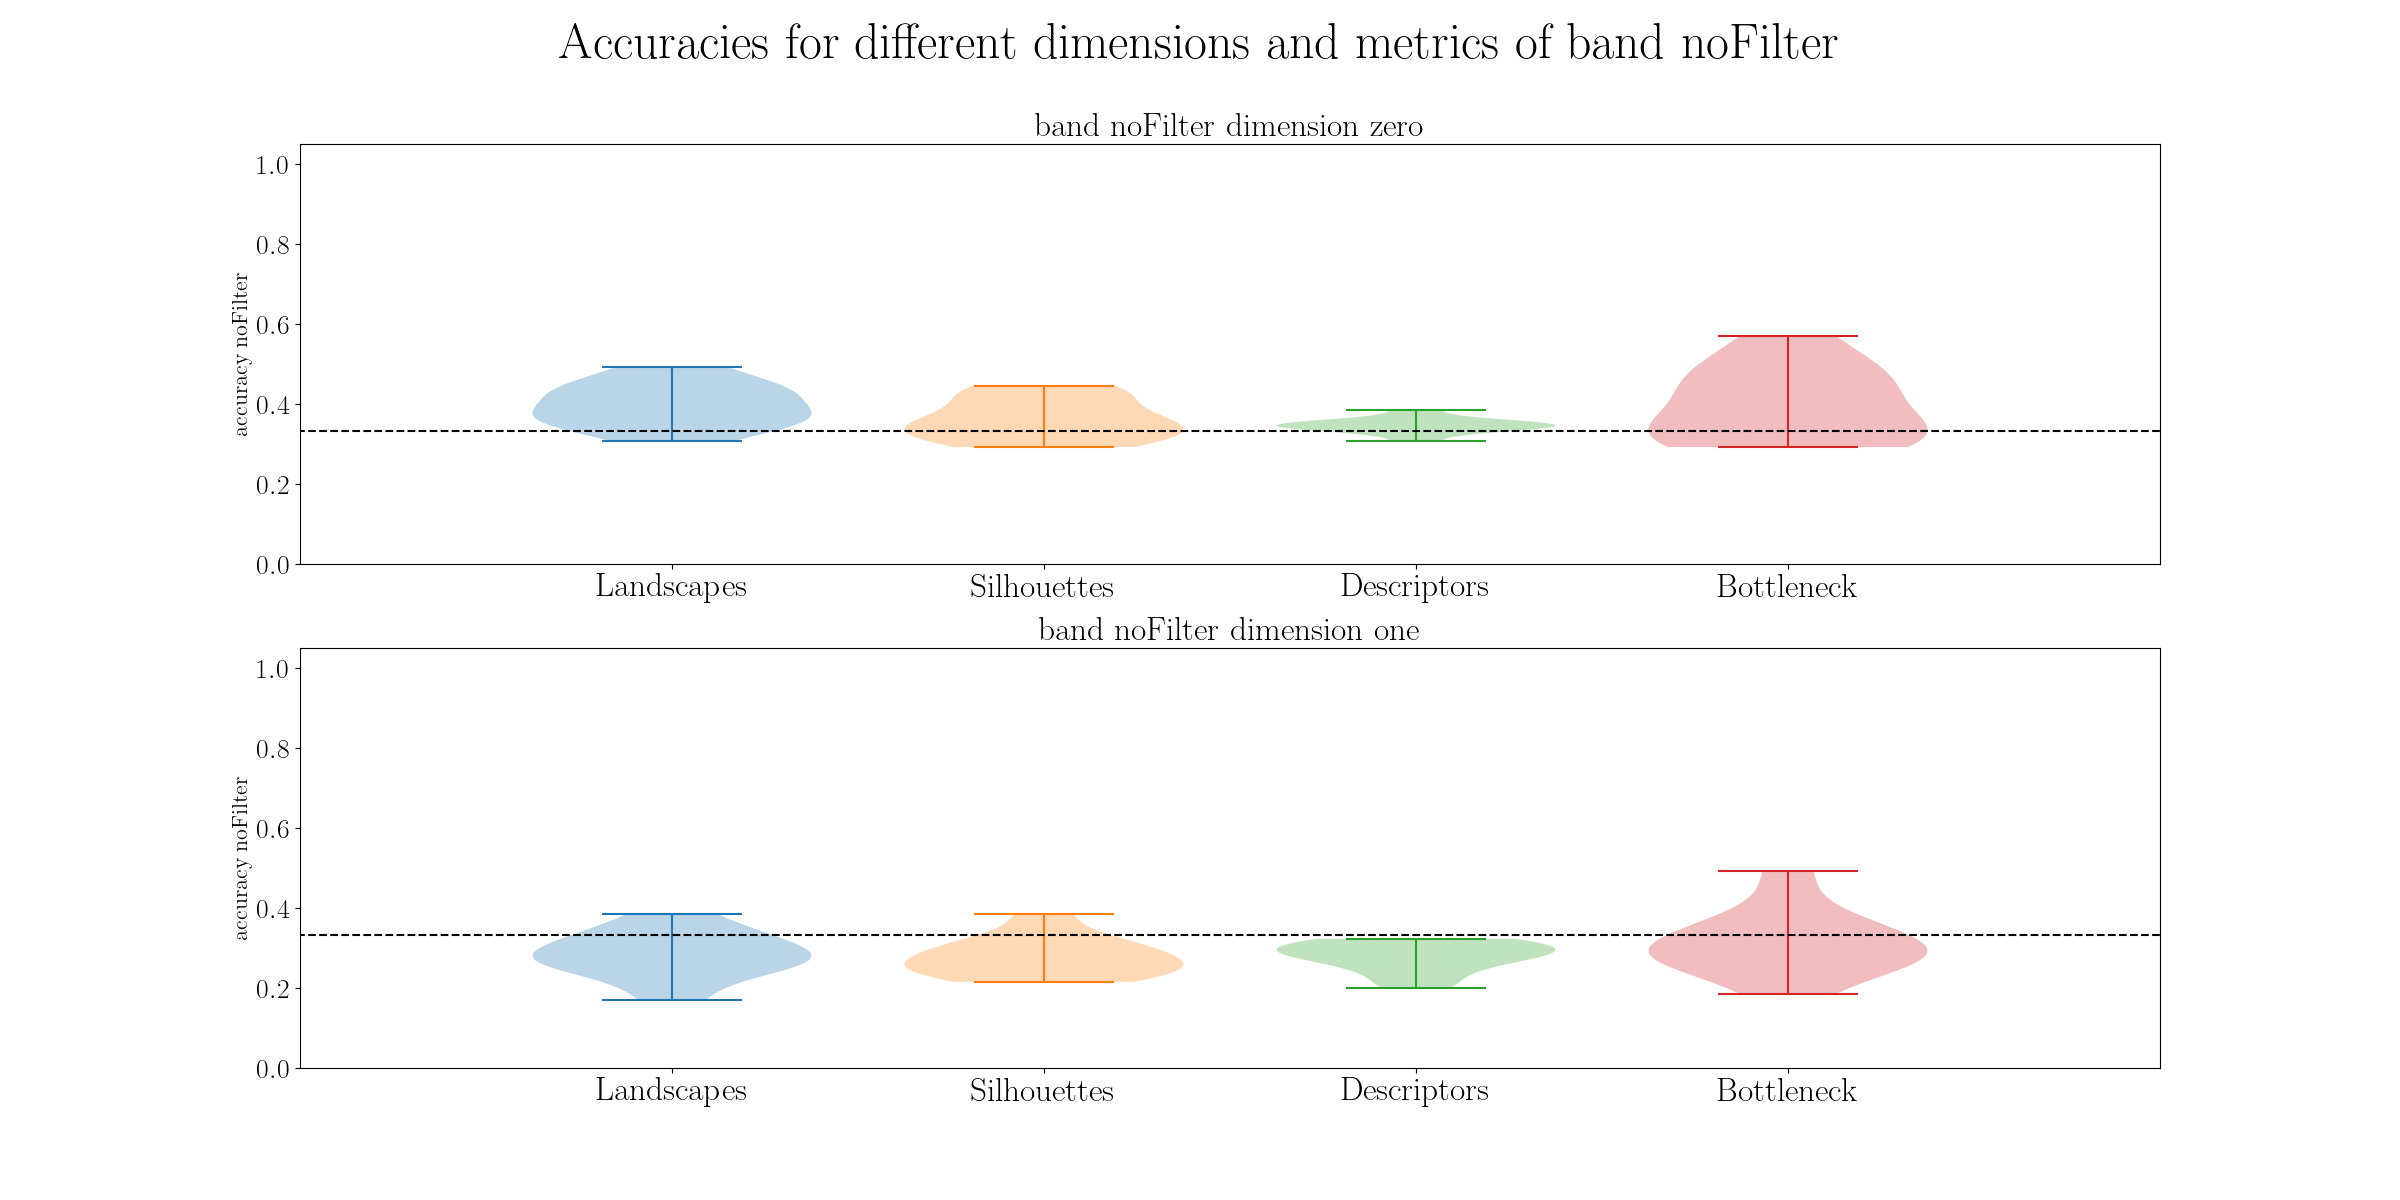 Accuracies for different dimensions and metrics of band noFilter
band noFilter dimension zero
accuracy noFilter
1.0
0.8
0.6
0.4
0.2
0.0
Landscapes Silhouettes Descriptors Bottleneck
band noFilter dimension one
accuracy noFilter
1.0
0.8
0.6
0.4
0.2
0.0
Landscapes Silhouettes Descriptors Bottleneck